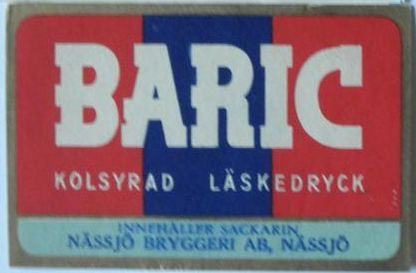 BARIC
KOLSYRAD LÄSKEDRYCK
INNEHÅLLER SACKARIN
NÄSSJÖ BRYGGERI AB, NÄSSJÖ